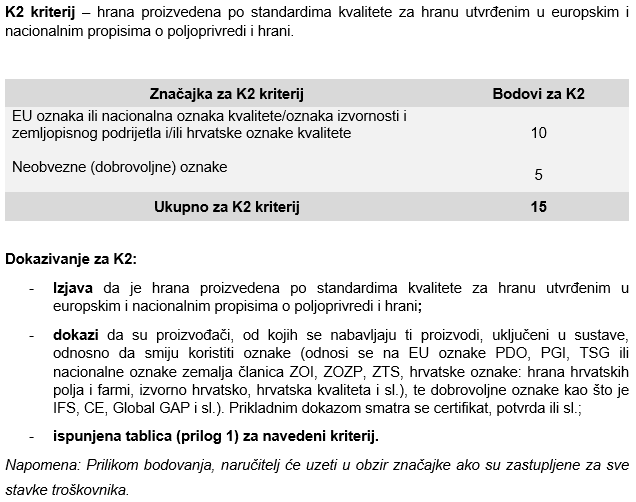 K2 kriterij – hrana proizvedena po standardima kvalitete za hranu utvrđenim u europskim i
nacionalnim propisima o poljoprivredi i hrani.
Značajka za K2 kriterij Bodovi za K2
EU oznaka ili nacionalna oznaka kvalitete/oznaka izvornosti i
zemljopisnog podrijetla i/ili hrvatske oznake kvalitete 10
Neobvezne (dobrovoljne) oznake 5
Ukupno za K2 kriterij 15
Dokazivanje za K2:
- Izjava da je hrana proizvedena po standardima kvalitete za hranu utvrđenim u
europskim i nacionalnim propisima o poljoprivredi i hrani;
- dokazi da su proizvođači, od kojih se nabavljaju ti proizvodi, uključeni u sustave,
odnosno da smiju koristiti oznake (odnosi se na EU oznake PDO, PGI, TSG ili
nacionalne oznake zemalja članica ZOI, ZOZP, ZTS, hrvatske oznake: hrana hrvatskih
polja i farmi, izvorno hrvatsko, hrvatska kvaliteta i sl.), te dobrovoljne oznake kao što je
IFS, CE, Global GAP i sl.). Prikladnim dokazom smatra se certifikat, potvrda ili sl.;
- ispunjena tablica (prilog 1) za navedeni kriterij.
Napomena: Prilikom bodovanja, naručitelj će uzeti u obzir značajke ako su zastupljene za sve
stavke troškovnika.